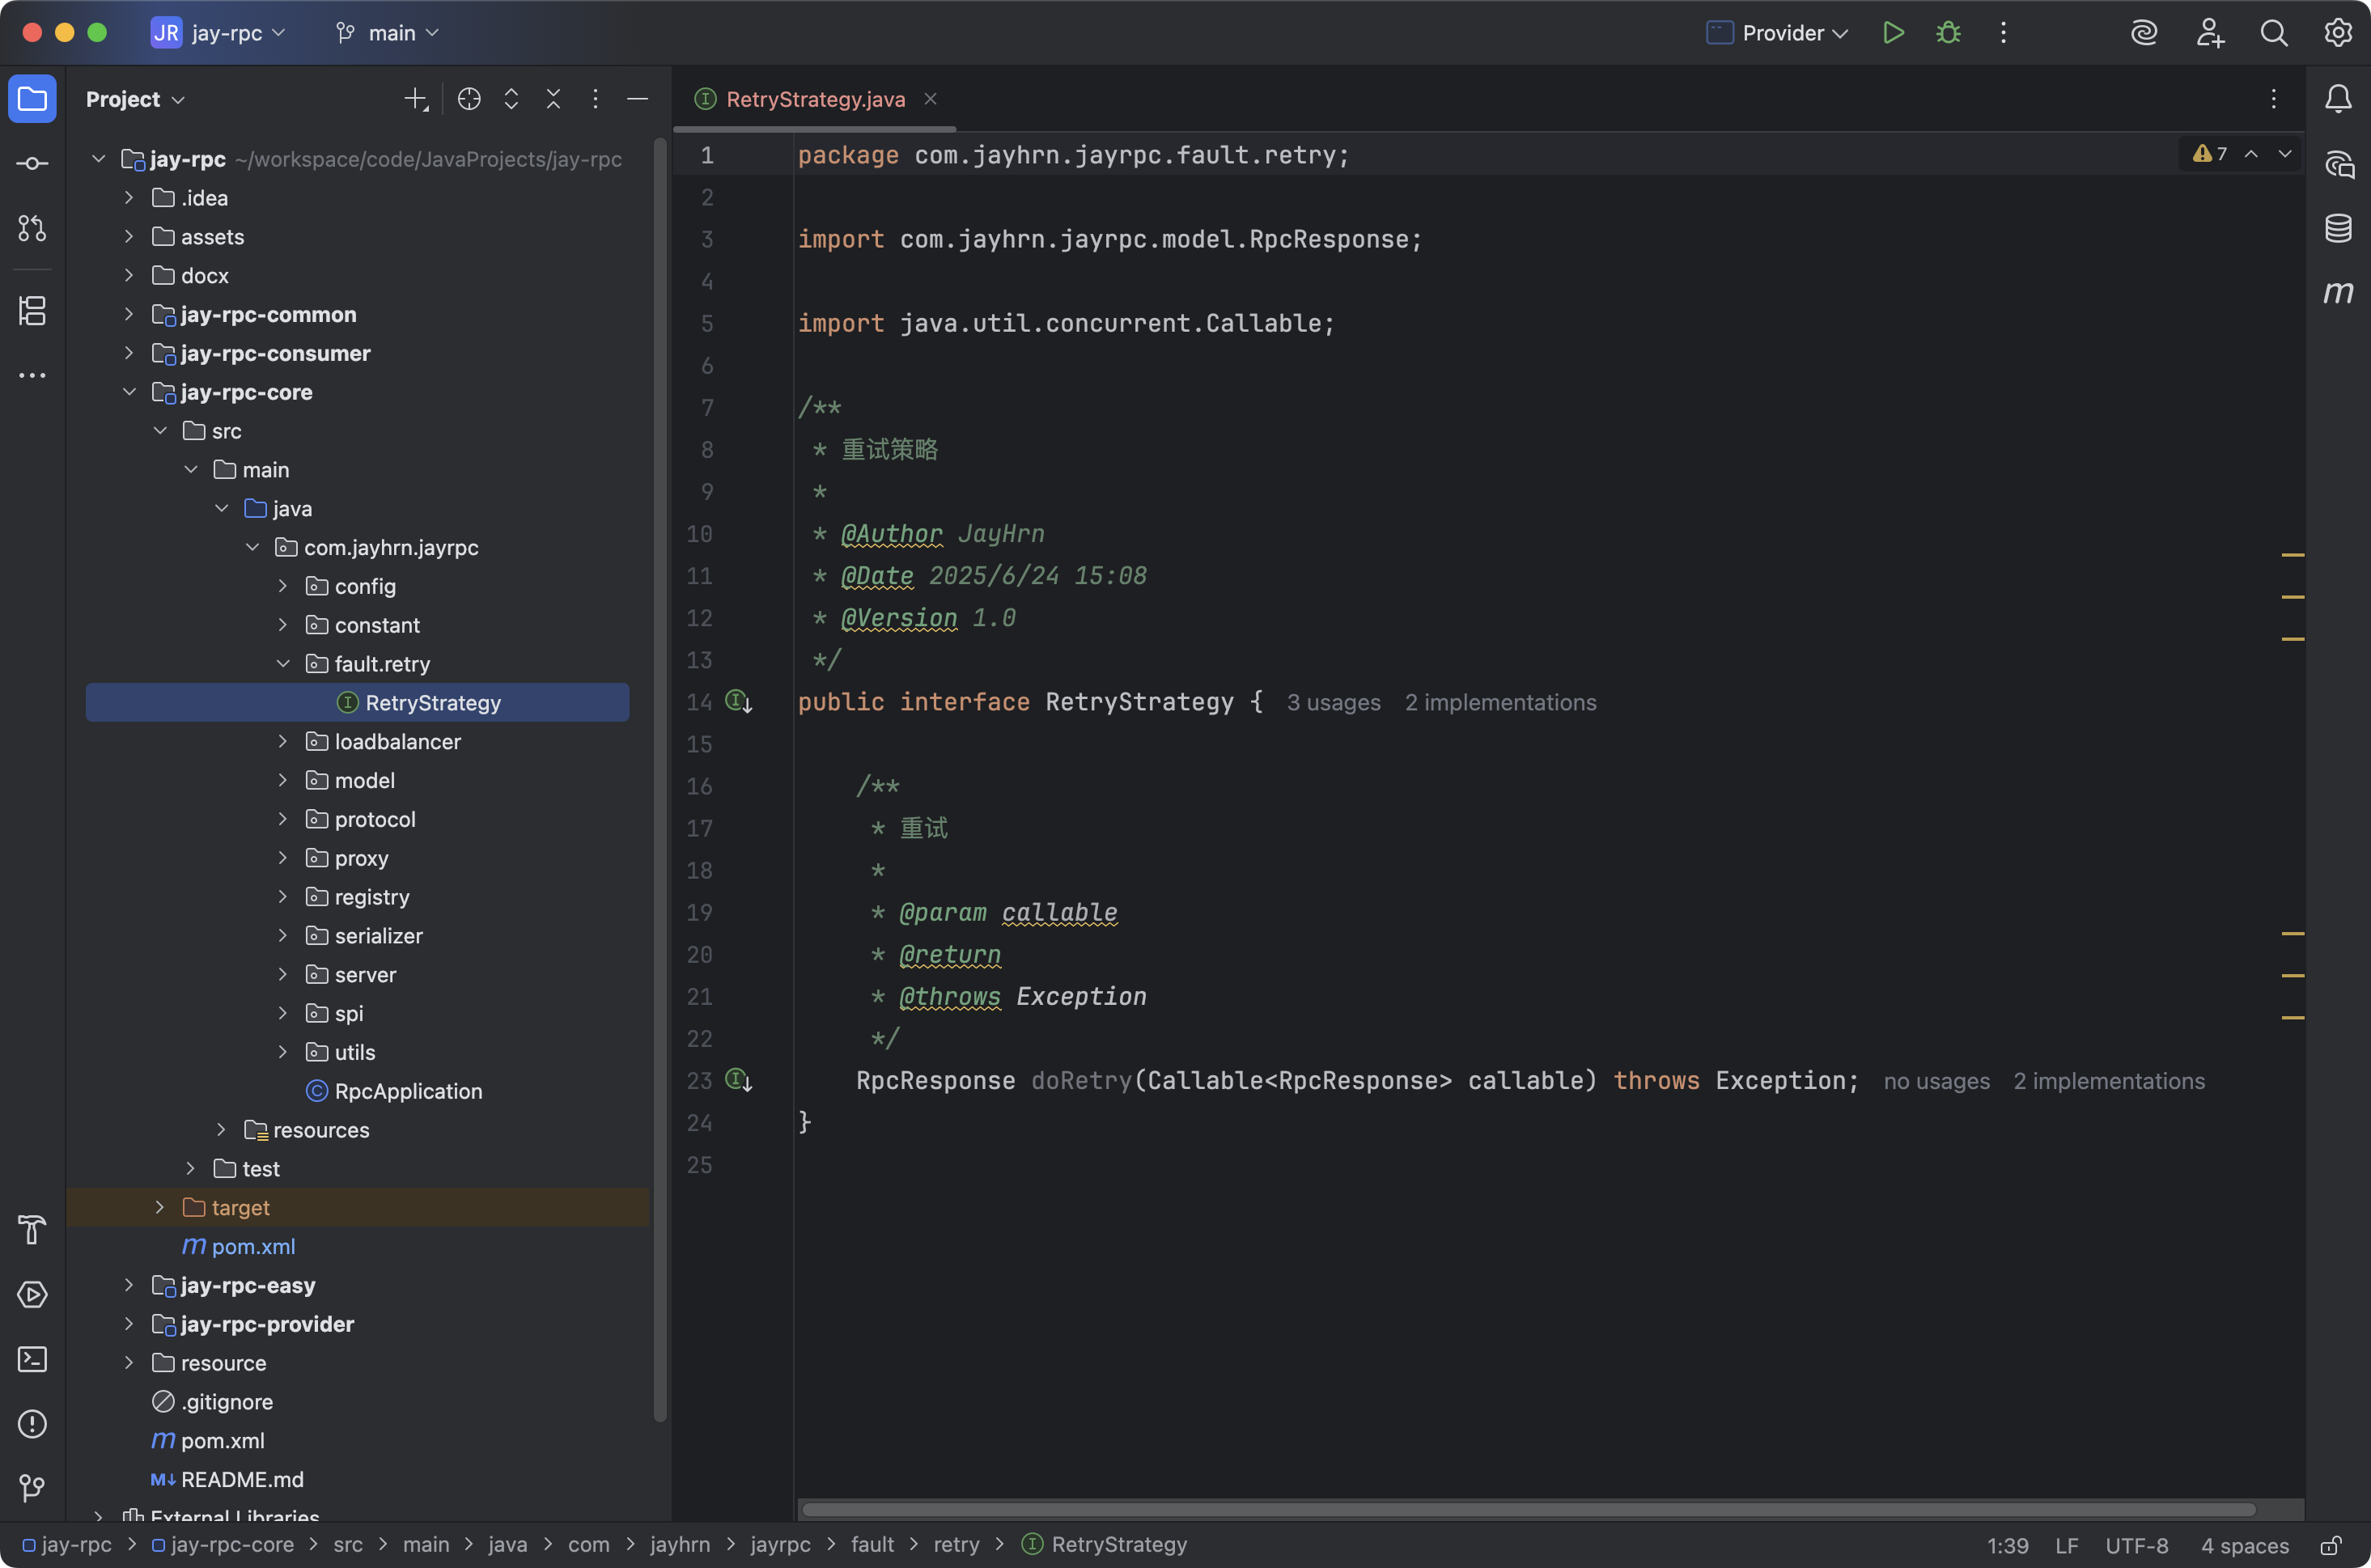 JR jay-rpc main Provider
Project
jay-rpc ~/workspace/code/JavaProjects/jay-rpc
.idea
assets
docx
jay-rpc-common
jay-rpc-consumer
jay-rpc-core
src
main
java
com.jayhrn.jayrpc
config
constant
fault.retry
RetryStrategy
loadbalancer
model
protocol
proxy
registry
serializer
server
spi
utils
RpcApplication
resources
test
target
pom.xml
jay-rpc-easy
jay-rpc-provider
resource
.gitignore
pom.xml
README.md
External Libraries
RetryStrategy.java
7
1 package com.jayhrn.jayrpc.fault.retry;
2
3 import com.jayhrn.jayrpc.model.RpcResponse;
4
5 import java.util.concurrent.Callable;
6
7 /**
8 * 重试策略
9 *
10 * @Author JayHrn
11 * @Date 2025/6/24 15:08
12 * @Version 1.0
13 */
14 public interface RetryStrategy { 3 usages 2 implementations
15
16 /**
17 * 重试
18 *
19 * @param callable
20 * @return
21 * @throws Exception
22 */
23 RpcResponse doRetry(Callable<RpcResponse> callable) throws Exception; no usages 2 implementations
24 }
25
jay-rpc > jay-rpc-core > src > main > java > com > jayhrn > jayrpc > fault > retry > RetryStrategy
1:39 LF UTF-8 4 spaces